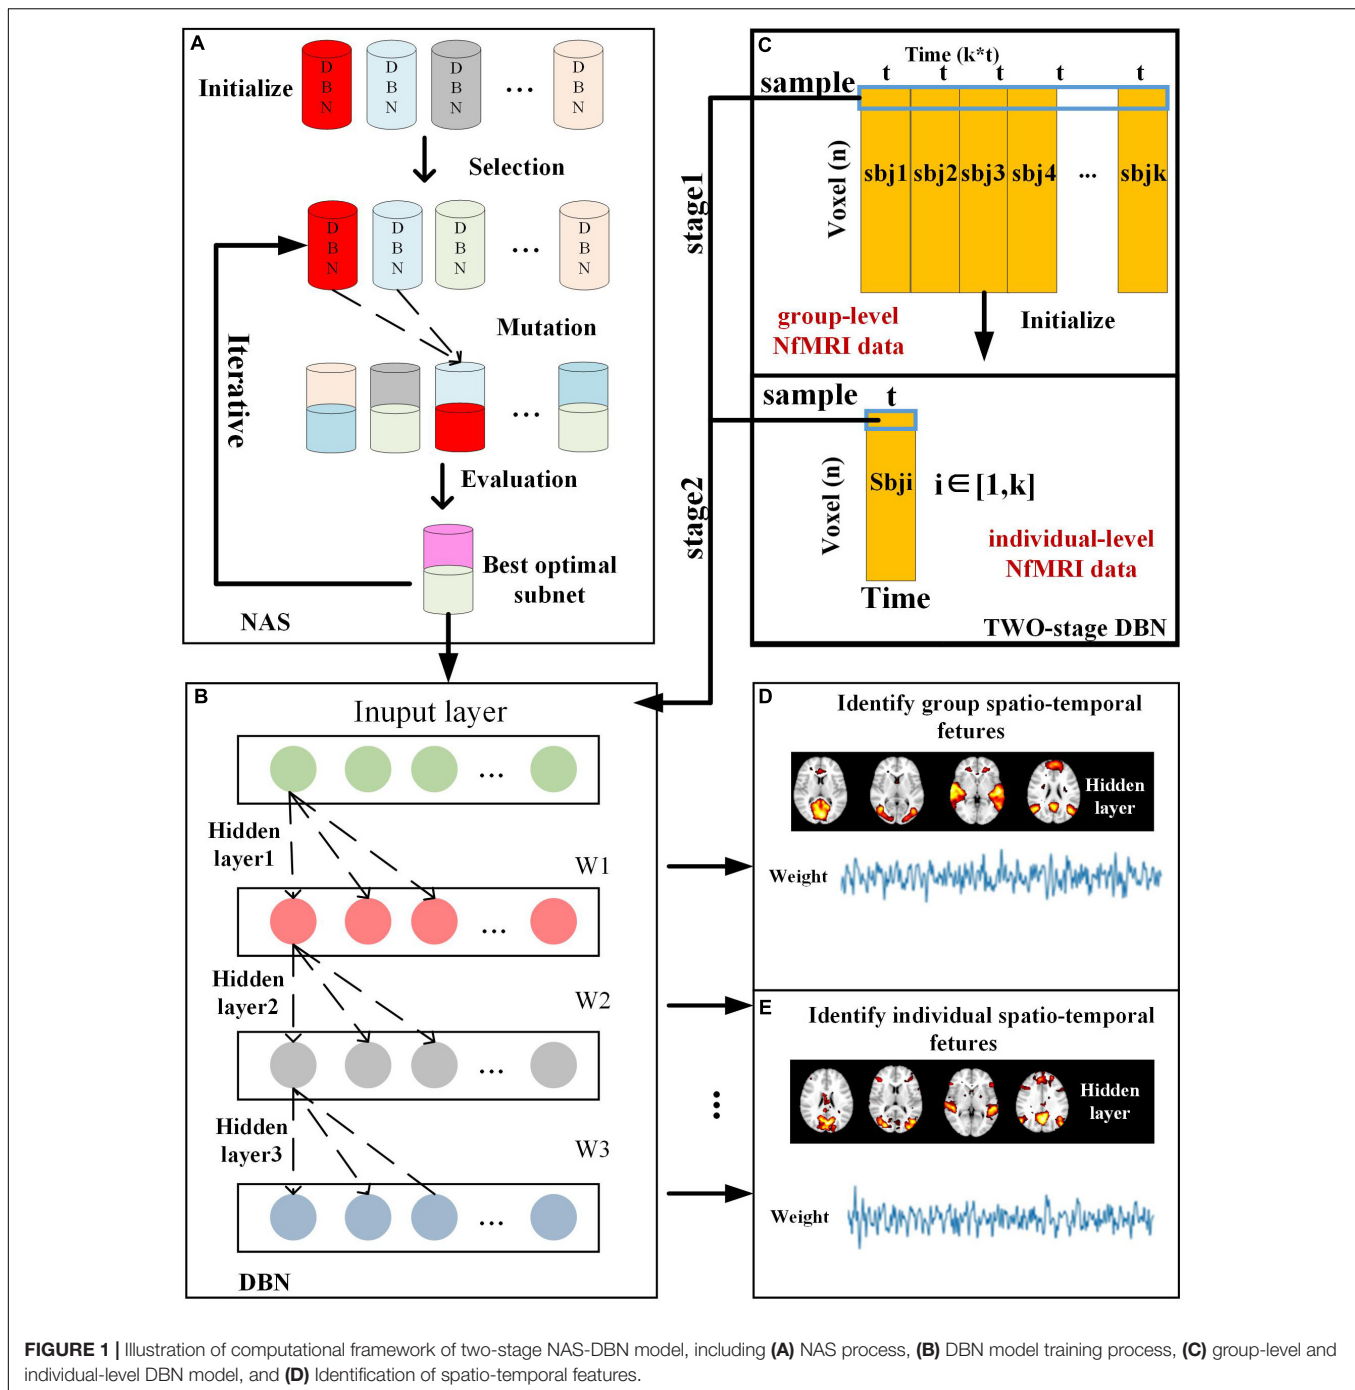 A
Initialize
D
B
N
D
B
N
D
B
N
...
D
B
N
Selection
D
B
N
D
B
N
D
B
N
...
D
B
N
Mutation
Iterative
...
Evaluation
Best optimal
subnet
NAS
C
Time (k*t)
sample
t t t t t
Voxel (n)
sbj1 sbj2 sbj3 sbj4 ... sbjk
stage1
group-level
NfMRI data
Initialize
sample t
Voxel (n)
Sbji
i∈[1,k]
stage2
individual-level
NfMRI data
Time
TWO-stage DBN
B
Inuput layer
...
Hidden
layer1
W1
...
Hidden
layer2
W2
...
Hidden
layer3
W3
...
DBN
D
Identify group spatio-temporal
fetures
Hidden
layer
Weight
E
Identify individual spatio-temporal
fetures
Hidden
layer
...
Weight
FIGURE 1 | Illustration of computational framework of two-stage NAS-DBN model, including (A) NAS process, (B) DBN model training process, (C) group-level and
individual-level DBN model, and (D) Identification of spatio-temporal features.